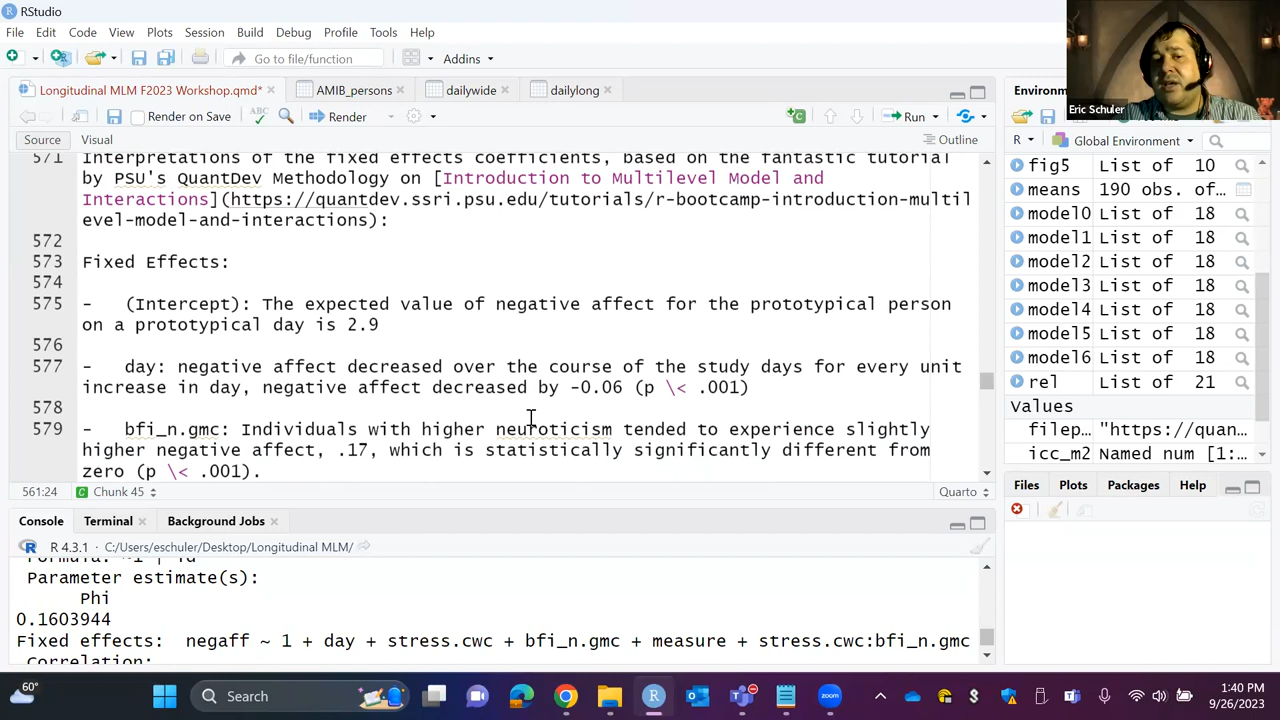 RStudio
File Edit Code View Plots Session Build Debug Profile Tools Help
Go to file/function Addins
Longitudinal MLM F2023 Workshop.qmd* AMIB_persons dailywide dailylong
Render on Save ABC Render Run
Source Visual Outline
571 Interpretations of the fixed effects coefficients, based on the fantastic tutorial
by PSU's QuantDev Methodology on [Introduction to Multilevel Model and
Interactions](https://quantdev.ssri.psu.edu/tutorials/r-bootcamp-introduction-multil
evel-model-and-interactions):
572
573 Fixed Effects:
574
575 - (Intercept): The expected value of negative affect for the prototypical person
on a prototypical day is 2.9
576
577 - day: negative affect decreased over the course of the study days for every unit
increase in day, negative affect decreased by -0.06 (p \< .001)
578
579 - bfi_n.gmc: Individuals with higher neuroticism tended to experience slightly
higher negative affect, .17, which is statistically significantly different from
zero (p \< .001).
561:24 C Chunk 45 Quarto
Console Terminal Background Jobs
R 4.3.1 · C:/Users/eschuler/Desktop/Longitudinal MLM/
Formula: ~1 | id
Parameter estimate(s):
Phi
0.1603944
Fixed effects: negaff ~ 1 + day + stress.cwc + bfi_n.gmc + measure + stress.cwc:bfi_n.gmc
Correlation:
Eric Schuler
R Global Environment
fig5 List of 10
means 190 obs. of…
model0 List of 18
model1 List of 18
model2 List of 18
model3 List of 18
model4 List of 18
model5 List of 18
model6 List of 18
rel List of 21
Values
filep… "https://quan…
icc_m2 Named num [1:…
Files Plots Packages Help
60°
Search
zoom
1:40 PM
9/26/2023